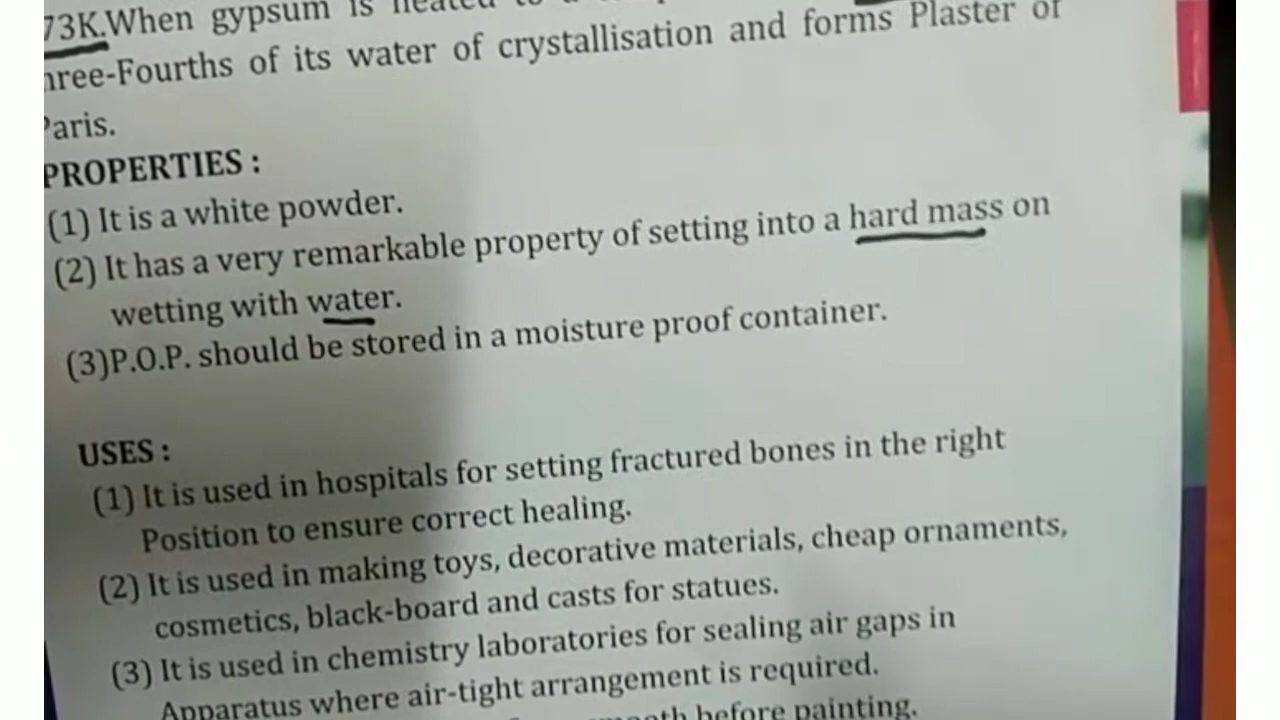 73K.When gypsum is heated to a
hree-Fourths of its water of crystallisation and forms Plaster of
Paris.
PROPERTIES :
(1) It is a white powder.
(2) It has a very remarkable property of setting into a hard mass on
wetting with water.
(3)P.O.P. should be stored in a moisture proof container.
USES :
(1) It is used in hospitals for setting fractured bones in the right
Position to ensure correct healing.
(2) It is used in making toys, decorative materials, cheap ornaments,
cosmetics, black-board and casts for statues.
(3) It is used in chemistry laboratories for sealing air gaps in
Apparatus where air-tight arrangement is required.
before painting.